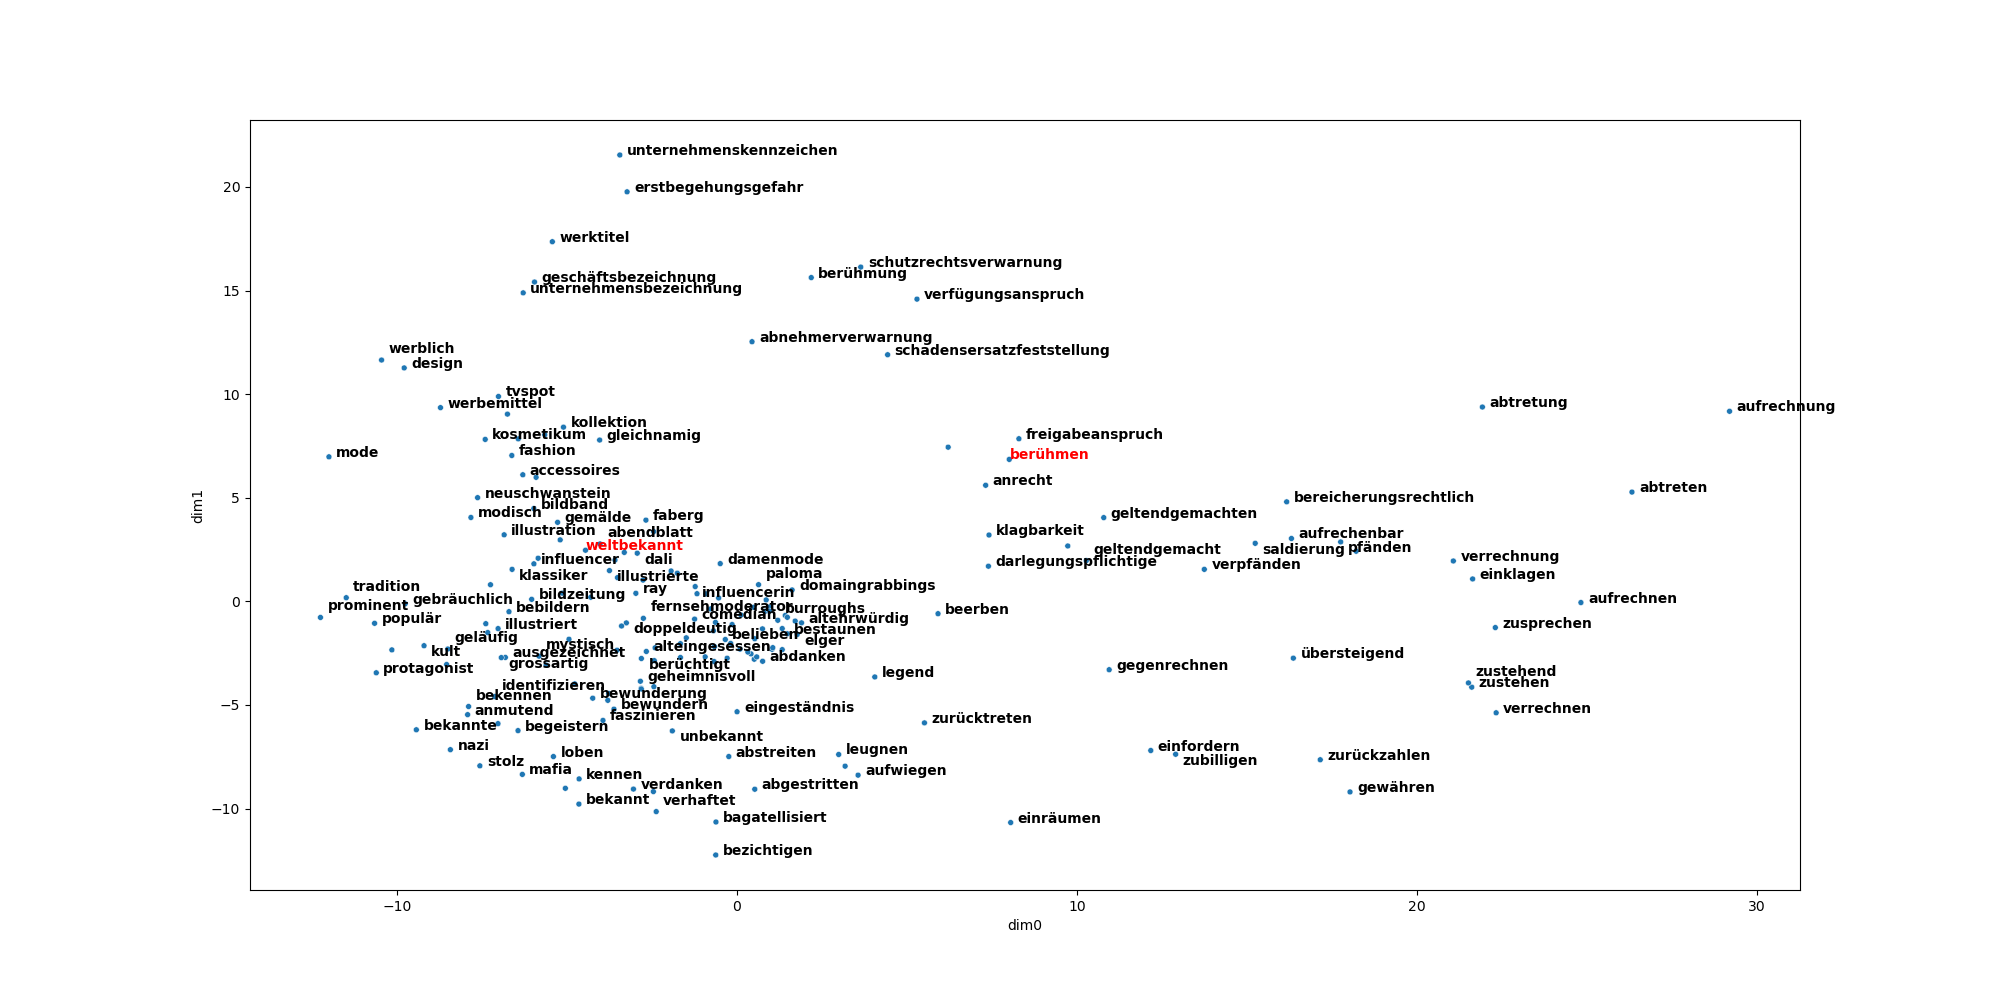 unternehmenskennzeichen
erstbegehungsgefahr
20
werktitel
schutzrechtsverwarnung
berühmung
geschäftsbezeichnung
unternehmensbezeichnung
15
verfügungsanspruch
abnehmerverwarnung
schadensersatzfeststellung
werblich
design
10
tvspot
werbemittel
abtretung
aufrechnung
kollektion
kosmetikum
gleichnamig
freigabeanspruch
mode
fashion
berühmen
accessoires
anrecht
neuschwanstein
5
bereicherungsrechtlich
abtreten
bildband
modisch
gemälde
faberg
geltendgemachten
dim1
illustration
abendblatt
klagbarkeit
aufrechenbar
weltbekannt
geltendgemacht
saldierung
pfänden
influencer
dali
damenmode
darlegungspflichtige
verpfänden
verrechnung
klassiker
illustrierte
paloma
einklagen
tradition
ray
influencerin
domaingrabbings
0
prominent
gebräuchlich
bildzeitung
aufrechnen
bebildern
fernsehmoderator
burroughs
beerben
populär
illustriert
comedian
altehrwürdig
zusprechen
geläufig
doppeldeutig
belieben
bestaunen
elger
kult
mystisch
ausgezeichnet
alteingesessen
abdanken
übersteigend
protagonist
grossartig
berüchtigt
gegenrechnen
geheimnisvoll
legend
zustehend
zustehen
identifizieren
bekennen
bewunderung
−5
anmutend
bewundern
eingeständnis
verrechnen
bekannte
begeistern
faszinieren
zurücktreten
unbekannt
nazi
loben
abstreiten
leugnen
einfordern
stolz
mafia
aufwiegen
zubilligen
zurückzahlen
kennen
verdanken
abgestritten
gewähren
−10
bekannt
verhaftet
bagatellisiert
einräumen
bezichtigen
−10 0 10 20 30
dim0